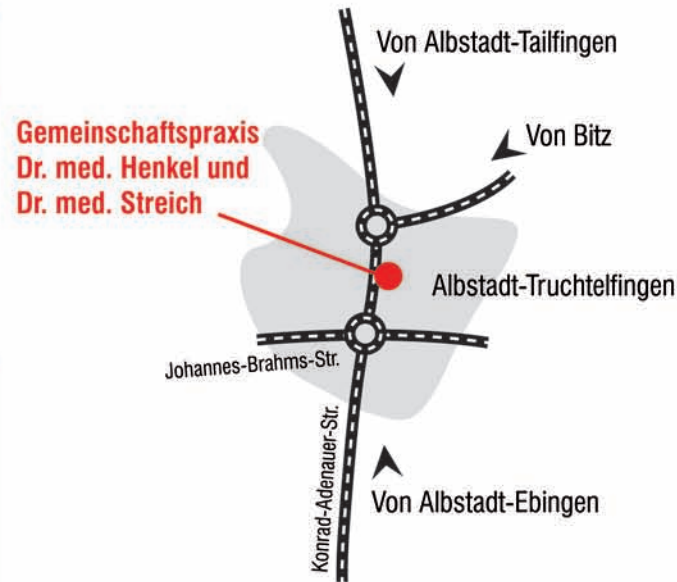 Von Albstadt-Tailfingen
Gemeinschaftspraxis
Dr. med. Henkel und
Dr. med. Streich
Von Bitz
Albstadt-Truchtelfingen
Johannes-Brahms-Str.
Konrad-Adenauer-Str.
Von Albstadt-Ebingen